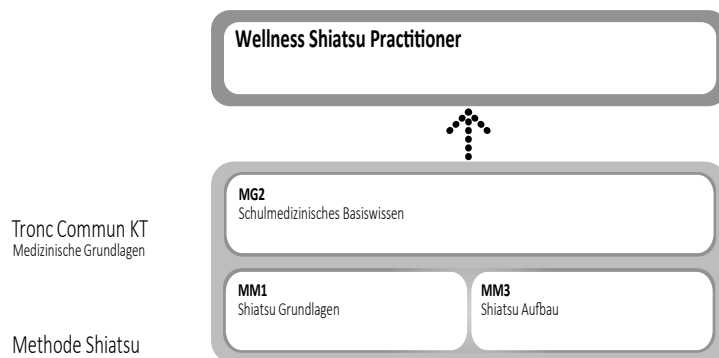 Wellness Shiatsu Practitioner
MG2
Schulmedizinisches Basiswissen
Tronc Commun KT
Medizinische Grundlagen
MM1
Shiatsu Grundlagen
MM3
Shiatsu Aufbau
Methode Shiatsu